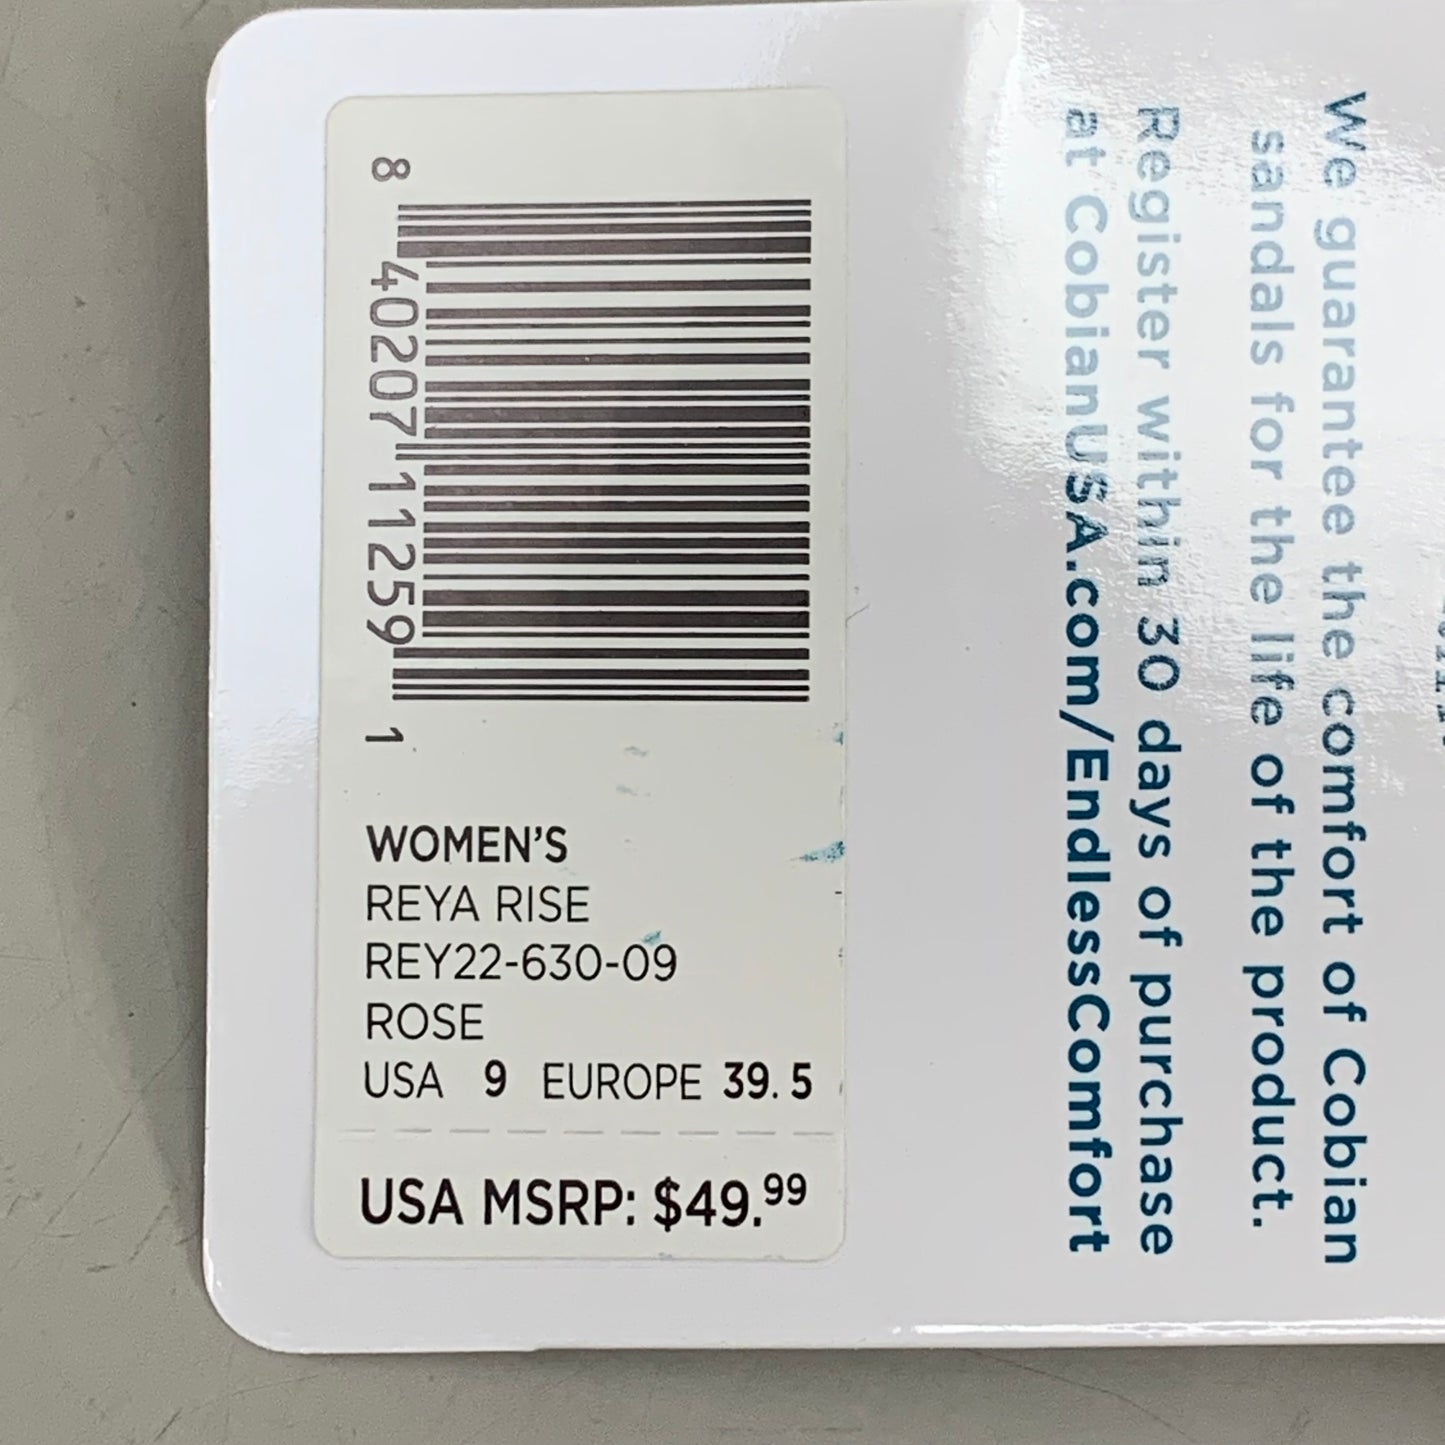 8 40207 11259 1
WOMEN'S
REYA RISE
REY22-630-09
ROSE
USA 9 EUROPE 39.5
USA MSRP: $49.99
We guarantee the comfort of Cobian
sandals for the life of the product.
Register within 30 days of purchase
at CobianUSA.com/EndlessComfort